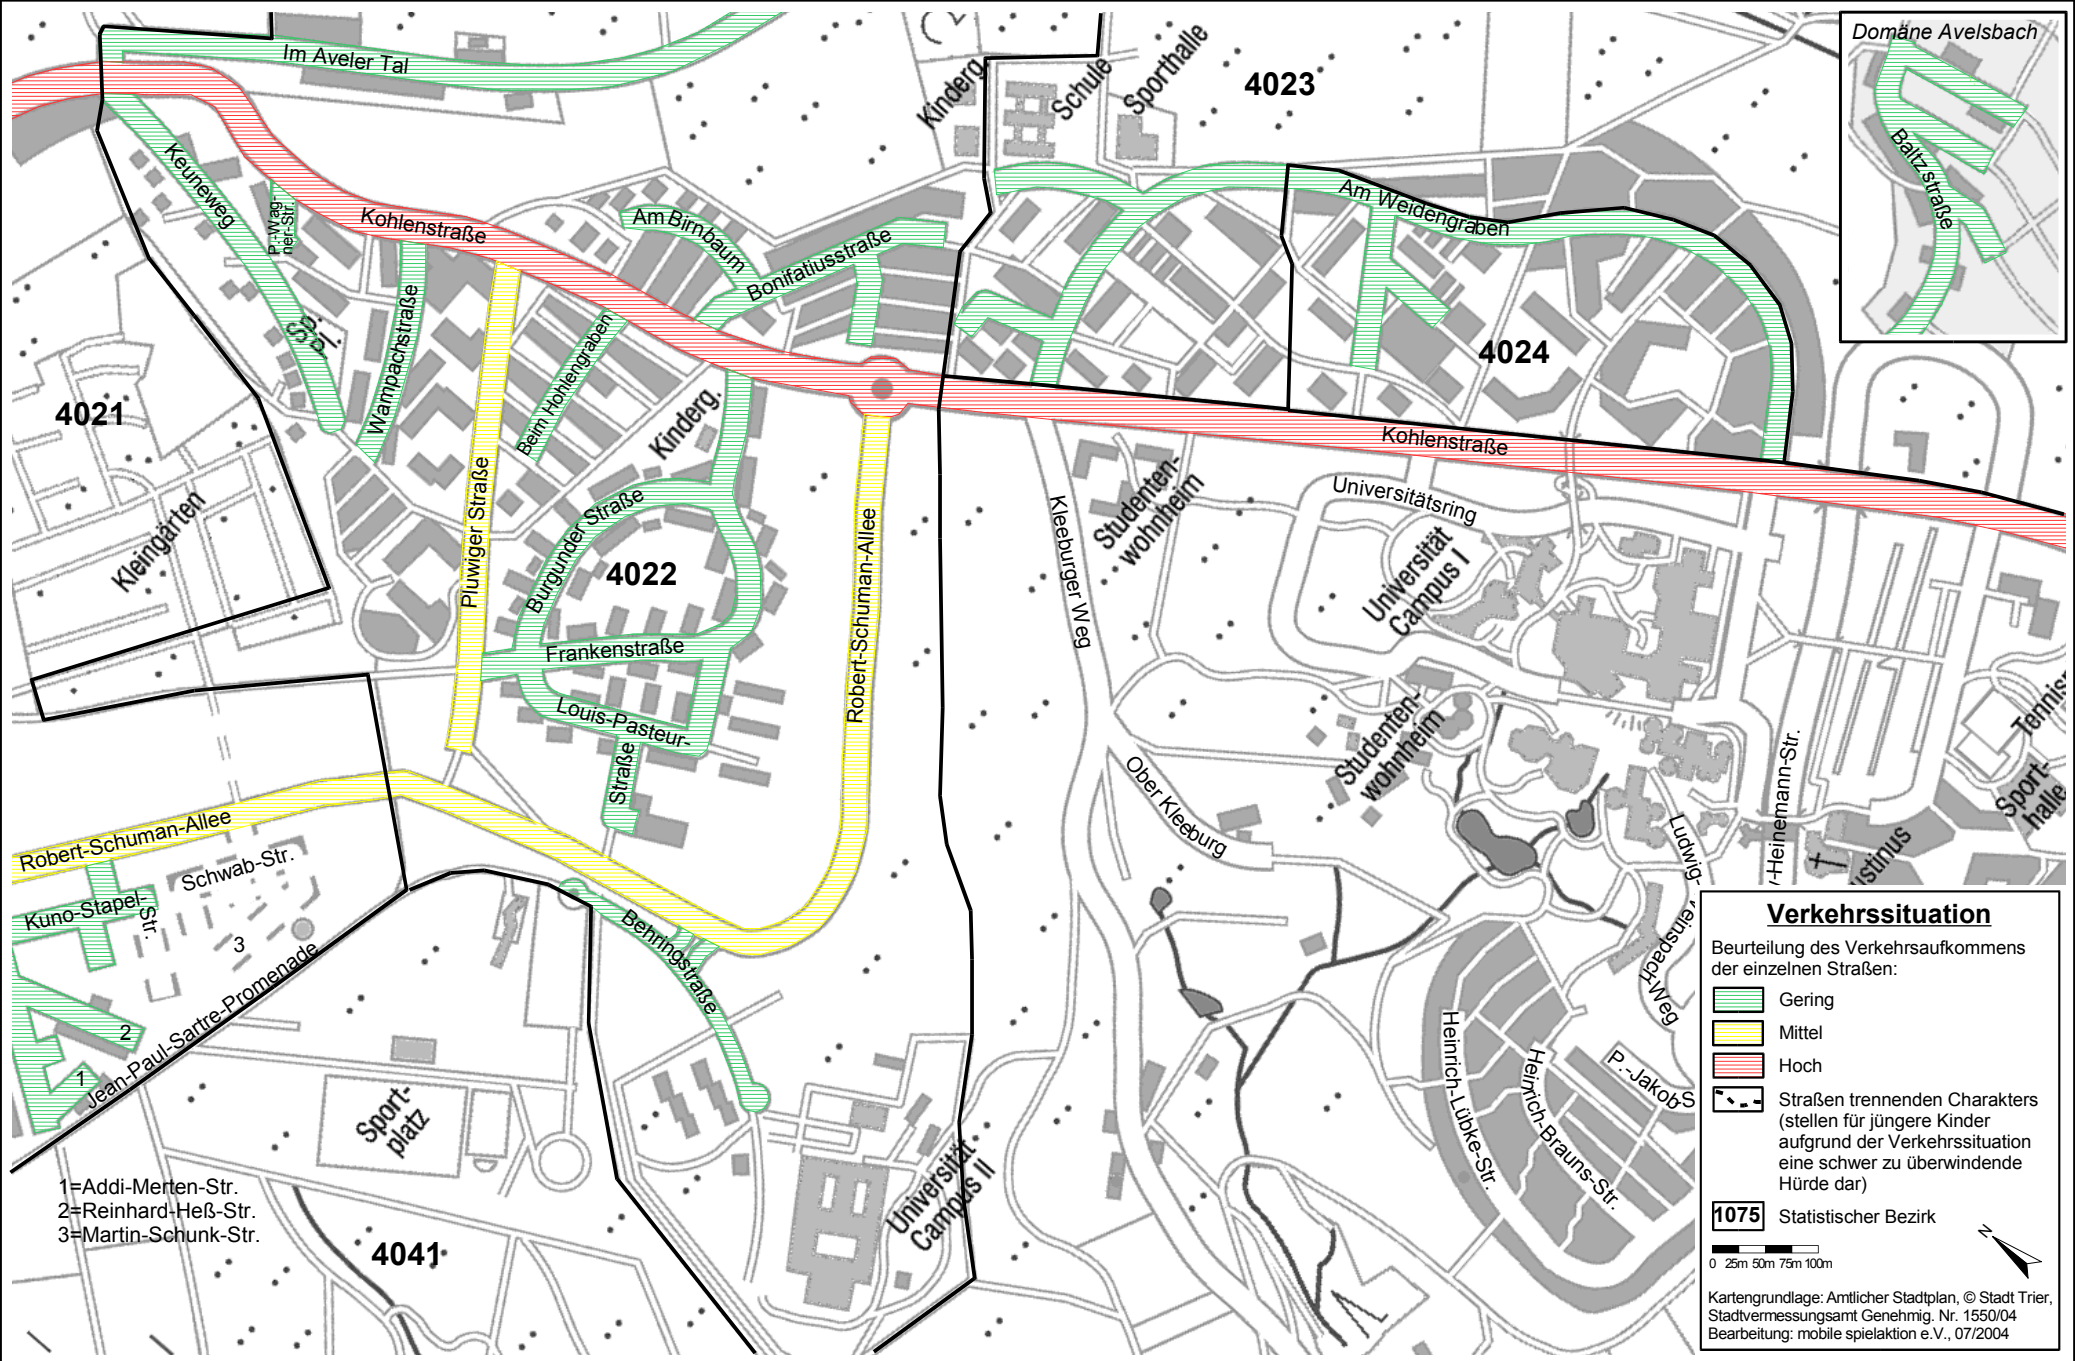 Domäne Avelsbach
Baltzstraße
Im Aveler Tal
Kinderg.
Schule
Sporthalle
4023
Keuneweg
P.-Wag-
ner-Str.
Kohlenstraße
Am Birnbaum
Bonifatiusstraße
Am Weidengraben
Sp.
Pl.
Wampachstraße
Beim Hohlengraben
4024
4021
Kinderg.
Kohlenstraße
Kleingärten
Pluwiger Straße
Burgunder Straße
4022
Robert-Schuman-Allee
Kleeburger Weg
Studenten-
wohnheim
Universitätsring
Universität
Campus I
Frankenstraße
Louis-Pasteur-
Straße
Studenten-
wohnheim
Ober Kleeburg
Tennis
Sport-
halle
y-Heinemann-Str.
Ludwig-
Weinspach-Weg
ustinus
Robert-Schuman-Allee
Schwab-Str.
Kuno-Stapel-
Str.
3
2
1
Jean-Paul-Sartre-Promenade
Behringstraße
Sport-
platz
Universität
Campus II
Heinrich-Lübke-Str.
Heinrich-Brauns-Str.
P.-Jakob-S
1=Addi-Merten-Str.
2=Reinhard-Heß-Str.
3=Martin-Schunk-Str.
4041
Verkehrssituation
Beurteilung des Verkehrsaufkommens
der einzelnen Straßen:
Gering
Mittel
Hoch
Straßen trennenden Charakters
(stellen für jüngere Kinder
aufgrund der Verkehrssituation
eine schwer zu überwindende
Hürde dar)
1075 Statistischer Bezirk
N
0 25m 50m 75m 100m
Kartengrundlage: Amtlicher Stadtplan, © Stadt Trier,
Stadtvermessungsamt Genehmig. Nr. 1550/04
Bearbeitung: mobile spielaktion e.V., 07/2004